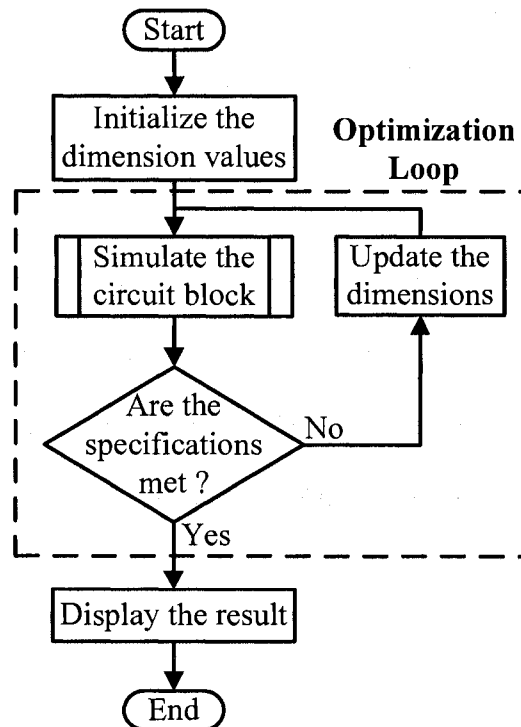 Start
Initialize the
dimension values
Optimization
Loop
Simulate the
circuit block
Update the
dimensions
Are the
specifications
met ?
No
Yes
Display the result
End